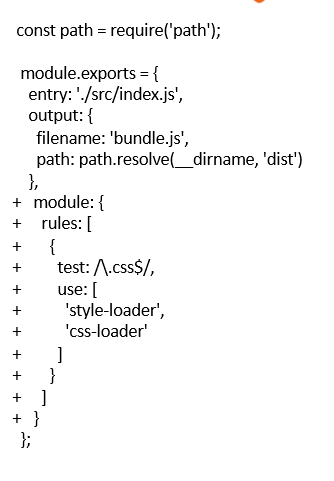 const path = require('path');

module.exports = {
entry: './src/index.js',
output: {
filename: 'bundle.js',
path: path.resolve(__dirname, 'dist')
},
+ module: {
+ rules: [
+ {
+ test: /\.css$/,
+ use: [
+ 'style-loader',
+ 'css-loader'
+ ]
+ }
+ ]
+ }
};